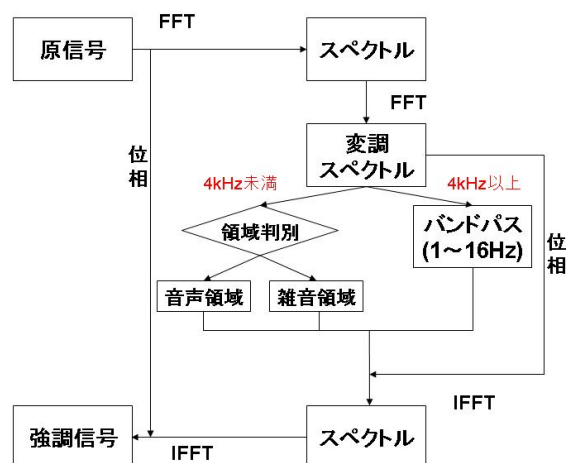 FFT
原信号
スペクトル
FFT
変調
スペクトル
位
相
4kHz未満
4kHz以上
領域判別
バンドパス
(1～16Hz)
位
相
音声領域
雑音領域
IFFT
強調信号
スペクトル
IFFT